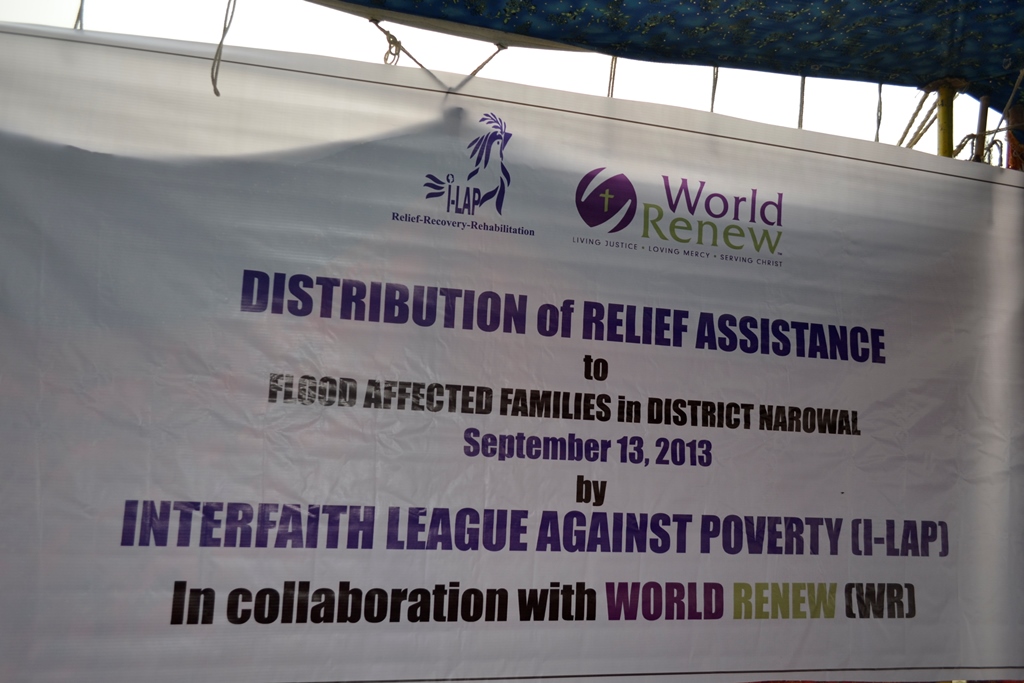 i-LAP
Relief-Recovery-Rehabilitation
World
Renew
LIVING JUSTICE • LOVING MERCY • SERVING CHRIST
DISTRIBUTION of RELIEF ASSISTANCE
to
FLOOD AFFECTED FAMILIES in DISTRICT NAROWAL
September 13, 2013
by
INTERFAITH LEAGUE AGAINST POVERTY (I-LAP)
In collaboration with WORLD RENEW (WR)